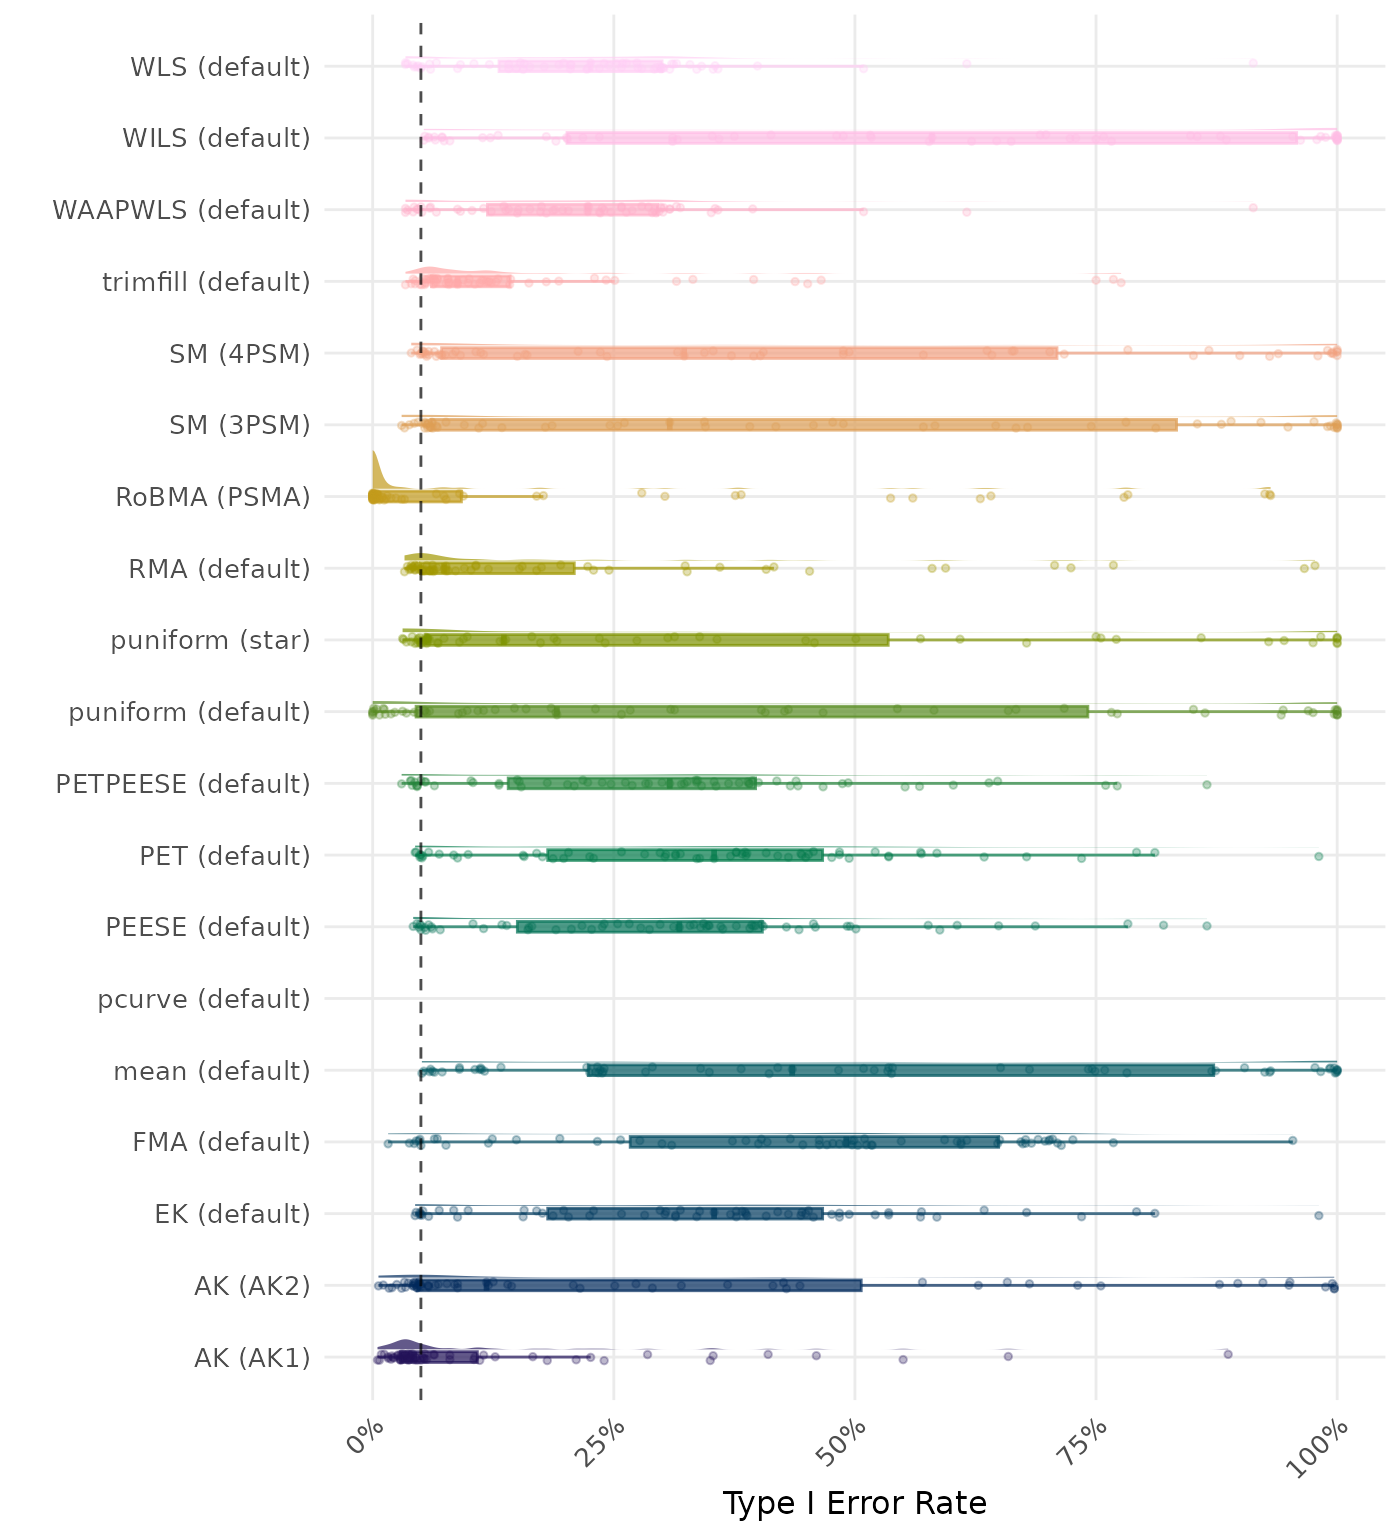 WLS (default)
WILS (default)
WAAPWLS (default)
trimfill (default)
SM (4PSM)
SM (3PSM)
RoBMA (PSMA)
RMA (default)
puniform (star)
puniform (default)
PETPEESE (default)
PET (default)
PEESE (default)
pcurve (default)
mean (default)
FMA (default)
EK (default)
AK (AK2)
AK (AK1)
0% 25% 50% 75% 100%
Type I Error Rate